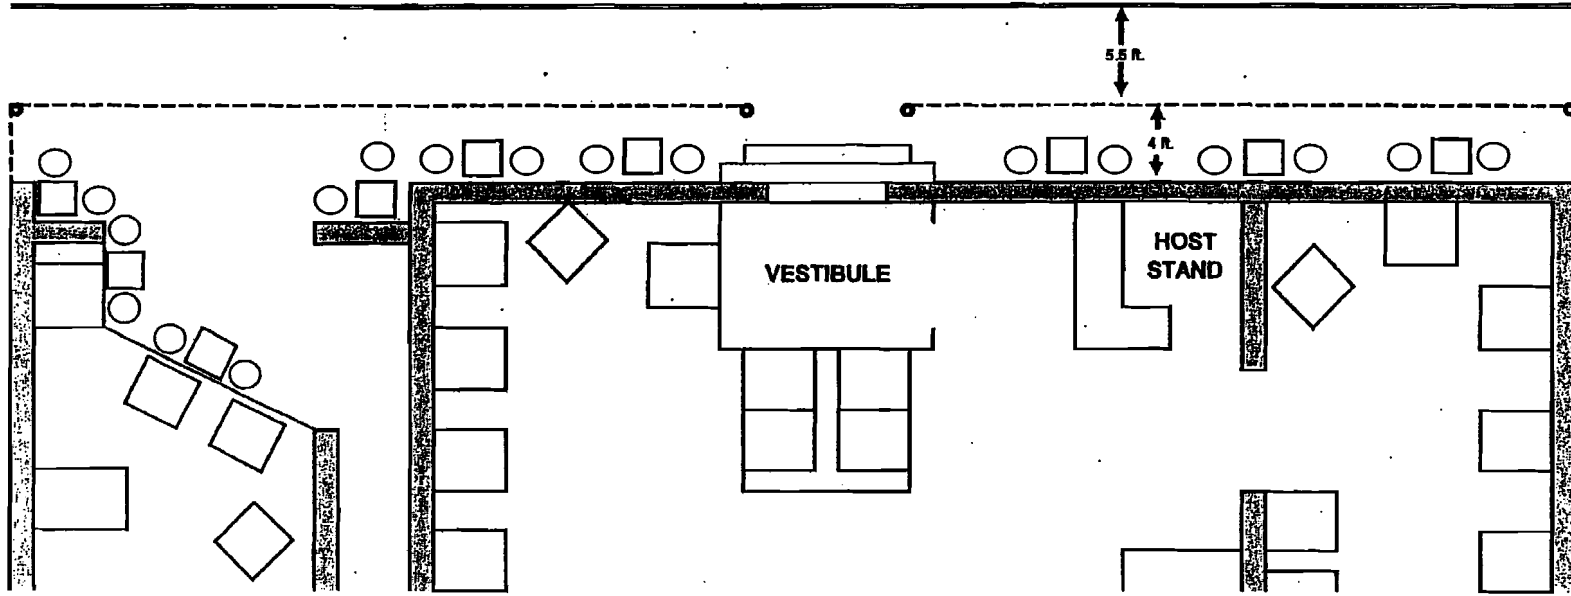 5.5 ft.
4 ft.
HOST
STAND
VESTIBULE